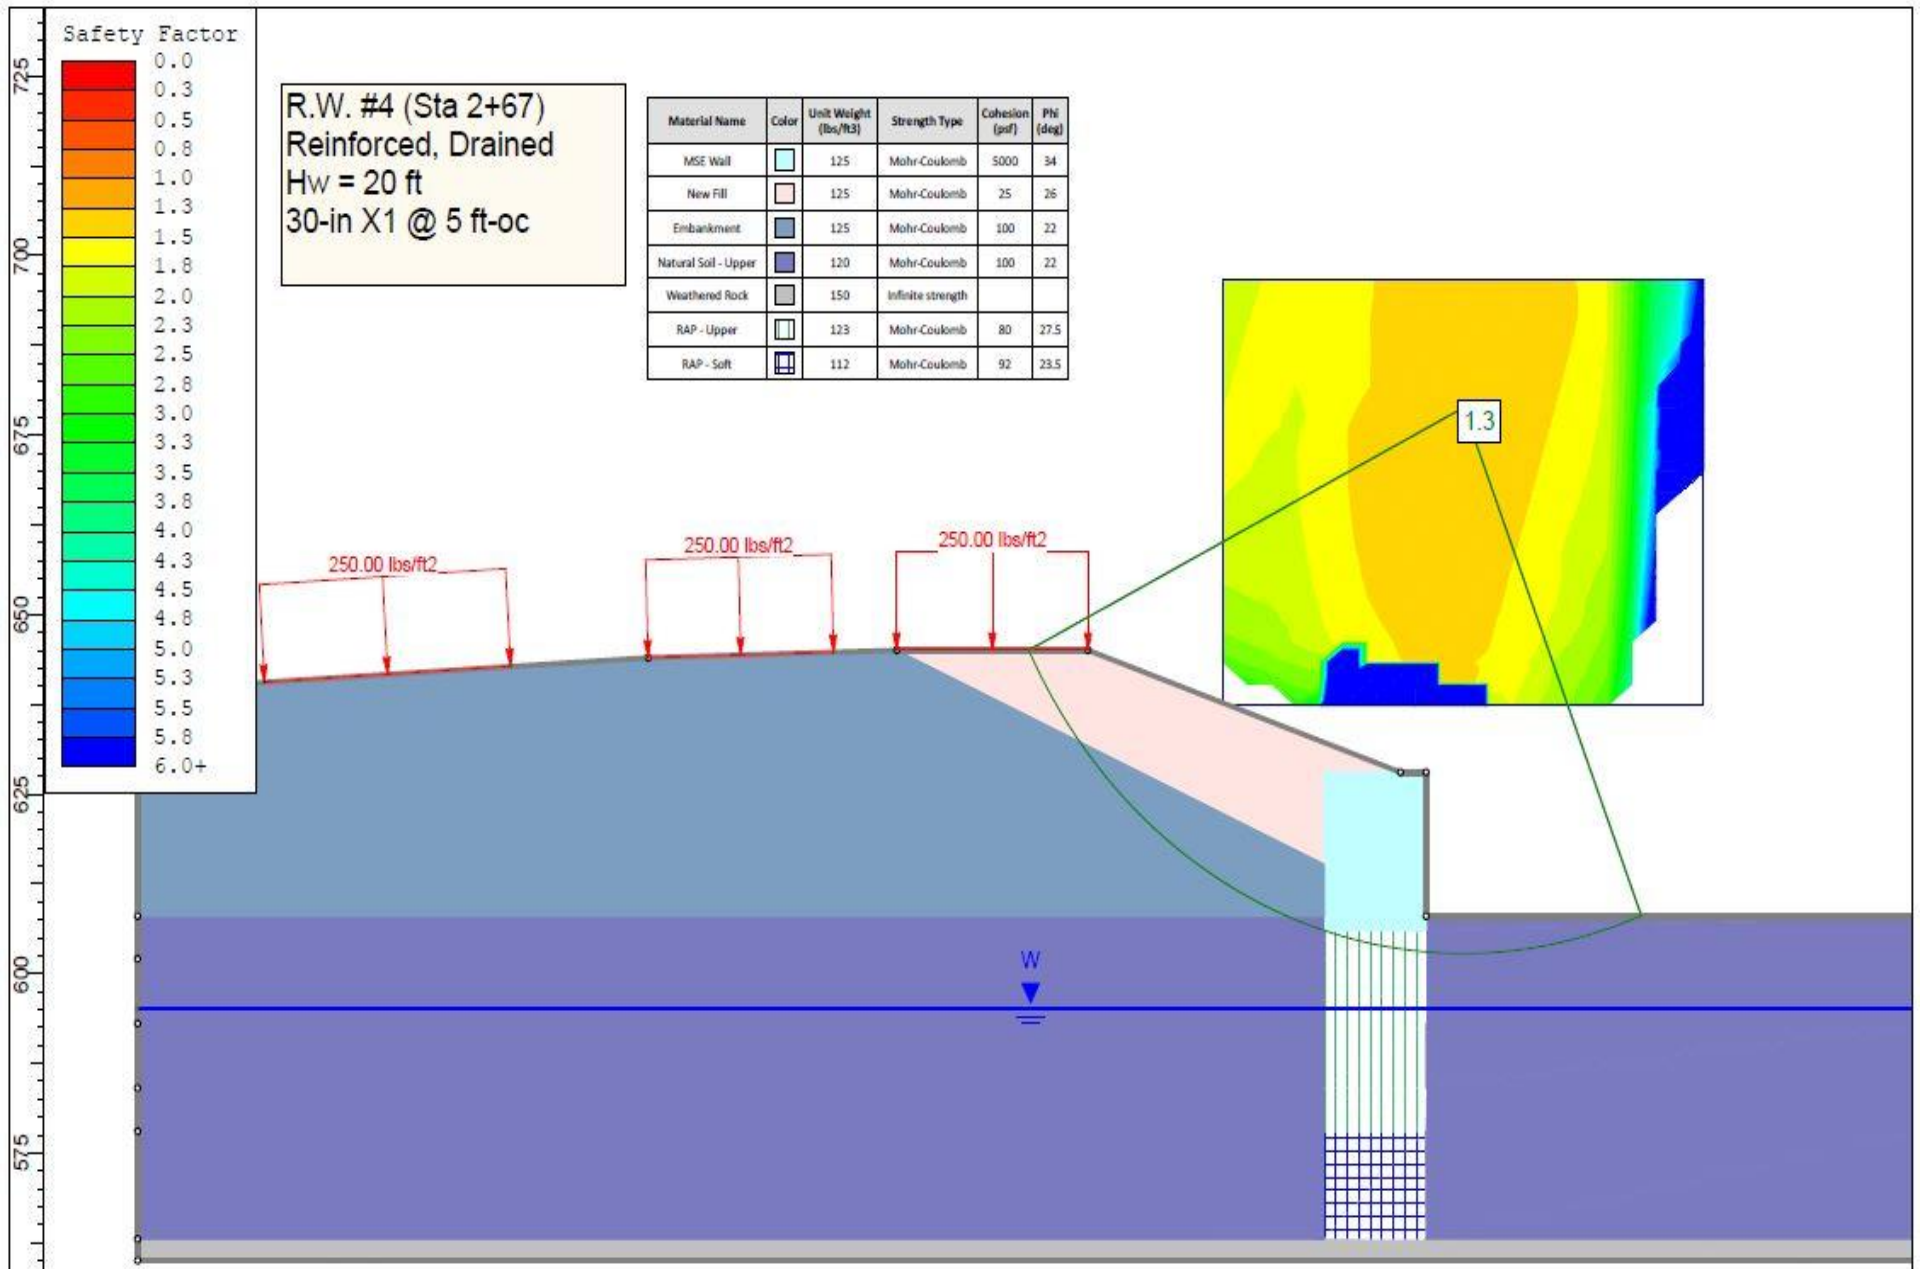 Safety Factor
0.0
0.3
0.5
0.8
1.0
1.3
1.5
1.8
2.0
2.3
2.5
2.8
3.0
3.3
3.5
3.8
4.0
4.3
4.5
4.8
5.0
5.3
5.5
5.8
6.0+
R.W. #4 (Sta 2+67)
Reinforced, Drained
Hw = 20 ft
30-in X1 @ 5 ft-oc
Material Name Color Unit Weight (lbs/ft3) Strength Type Cohesion (psf) Phi (deg)
MSE Wall 125 Mohr-Coulomb 5000 34
New Fill 125 Mohr-Coulomb 25 26
Embankment 125 Mohr-Coulomb 100 22
Natural Soil - Upper 120 Mohr-Coulomb 100 22
Weathered Rock 150 Infinite strength
RAP - Upper 123 Mohr-Coulomb 80 27.5
RAP - Soft 112 Mohr-Coulomb 92 23.5
1.3
250.00 lbs/ft2
250.00 lbs/ft2
250.00 lbs/ft2
W
725
700
675
650
625
600
575